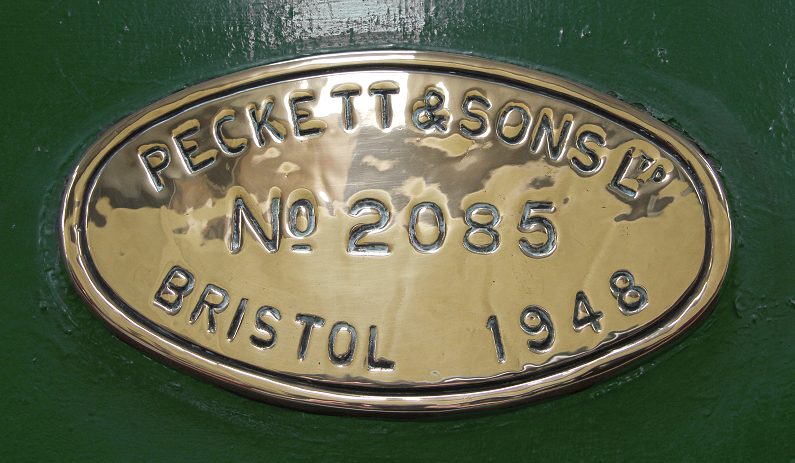 PECKETT & SONS LTD
No 2085
BRISTOL 1948